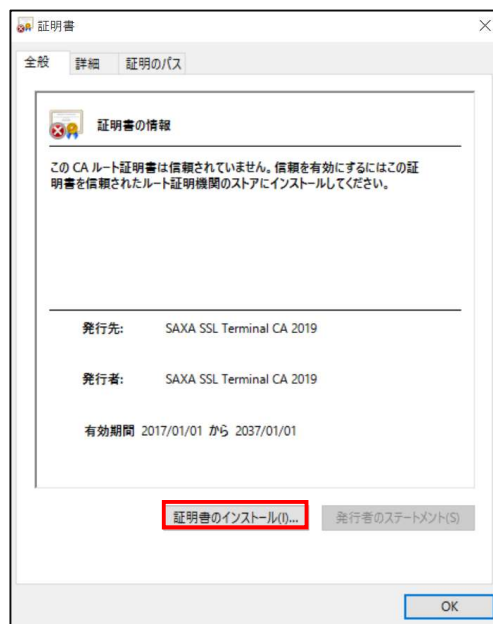 証明書
全般
詳細
証明のパス
証明書の情報
この CA ルート証明書は信頼されていません。信頼を有効にするにはこの証
明書を信頼されたルート証明機関のストアにインストールしてください。
発行先: SAXA SSL Terminal CA 2019
発行者: SAXA SSL Terminal CA 2019
有効期間 2017/01/01 から 2037/01/01
証明書のインストール(I)...
発行者のステートメント(S)
OK